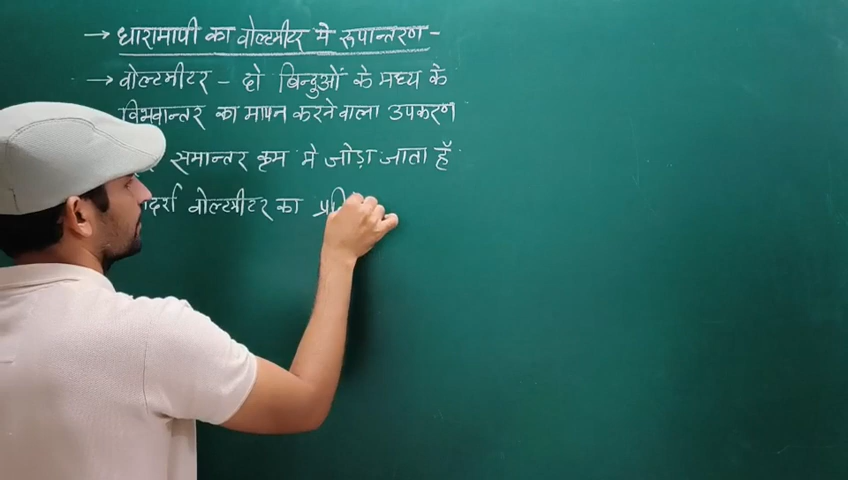 → धारामापी का वोल्टमीटर मे रूपान्तरण -
→ वोल्टमीटर - दो बिन्दुओं के मध्य के
विभवान्तर का मापन करने वाला उपकरण
समान्तर क्रम मे जोड़ा जाता हैं
वोल्टमीटर का